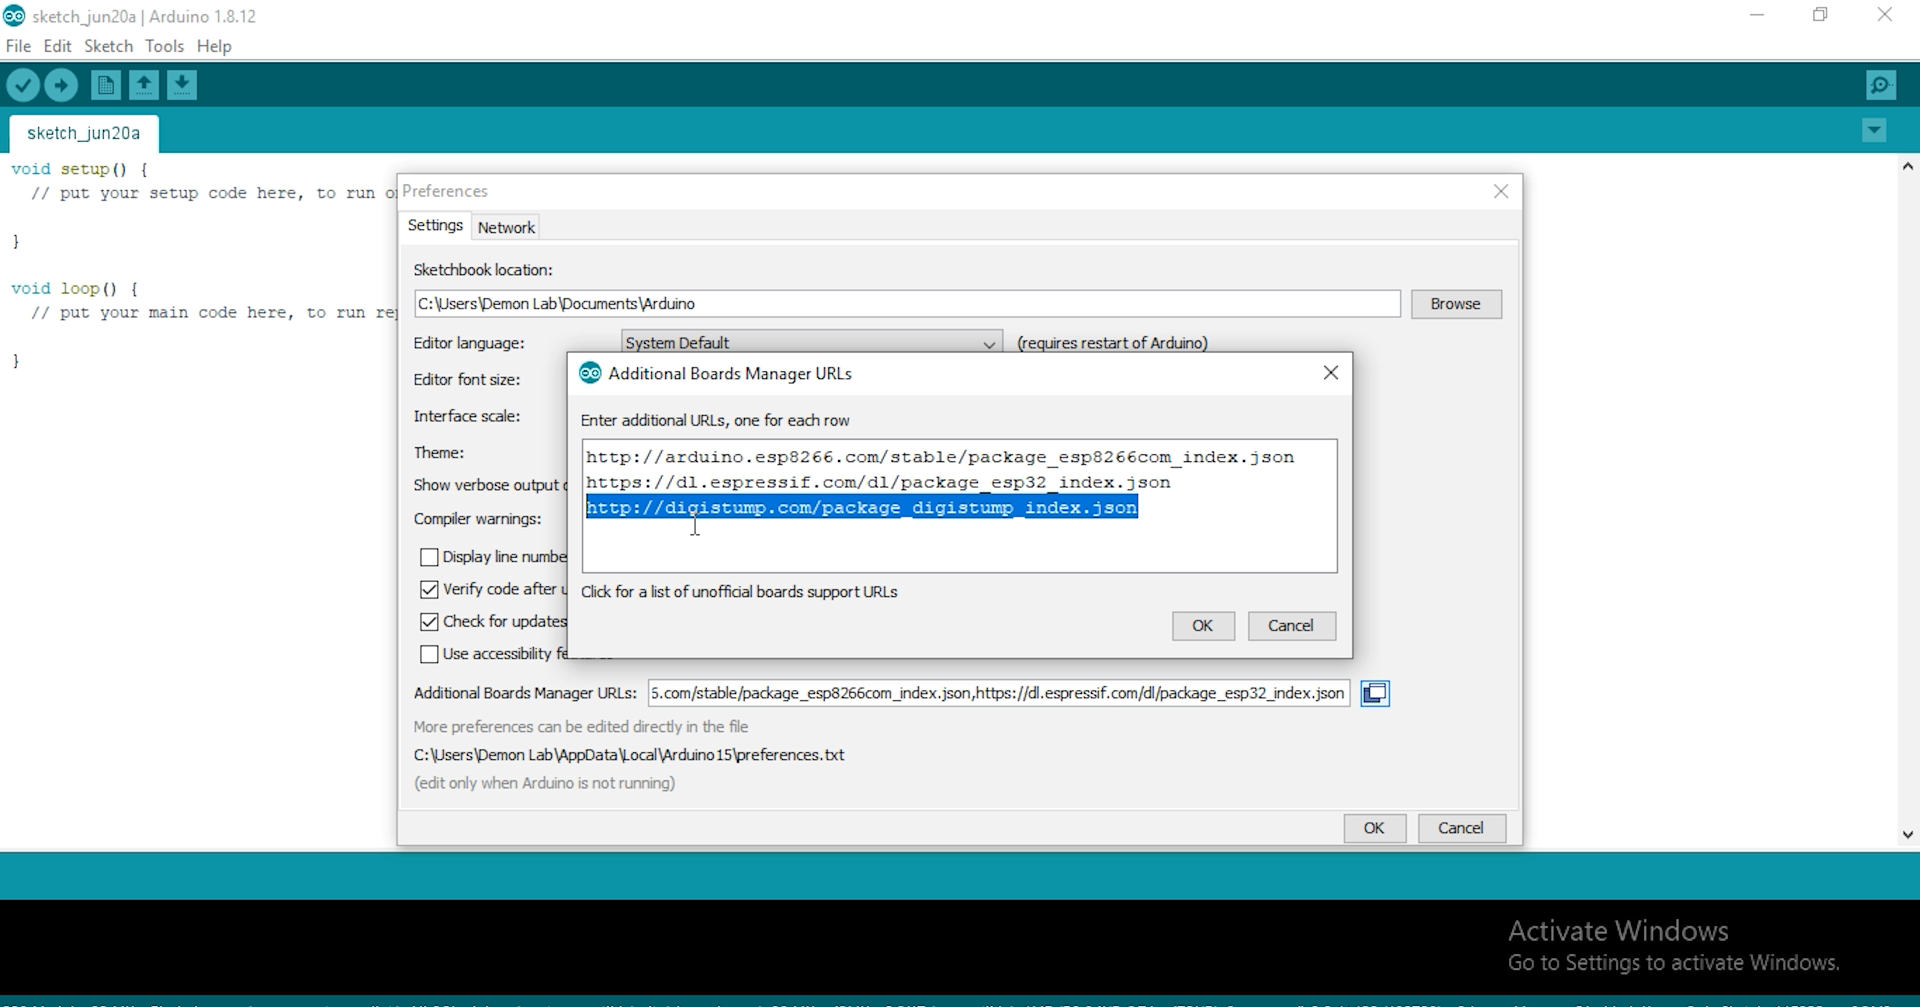 sketch_jun20a | Arduino 1.8.12
File Edit Sketch Tools Help
sketch_jun20a
void setup() {
// put your setup code here, to run
}
void loop() {
// put your main code here, to run
}
Preferences
Settings Network
Sketchbook location:
C:\Users\Demon Lab\Documents\Arduino Browse
Editor language: System Default (requires restart of Arduino)
Editor font size:
Interface scale:
Theme:
Show verbose output
Compiler warnings:
Display line
Verify code after
Check for updates
Use accessibility
Additional Boards Manager URLs
Enter additional URLs, one for each row
http://arduino.esp8266.com/stable/package_esp8266com_index.json
https://dl.espressif.com/dl/package_esp32_index.json
http://digistump.com/package_digistump_index.json
Click for a list of unofficial boards support URLs
OK Cancel
Additional Boards Manager URLs: 6.com/stable/package_esp8266com_index.json,https://dl.espressif.com/dl/package_esp32_index.json
More preferences can be edited directly in the file
C:\Users\Demon Lab\AppData\Local\Arduino15\preferences.txt
(edit only when Arduino is not running)
OK Cancel
Activate Windows
Go to Settings to activate Windows.